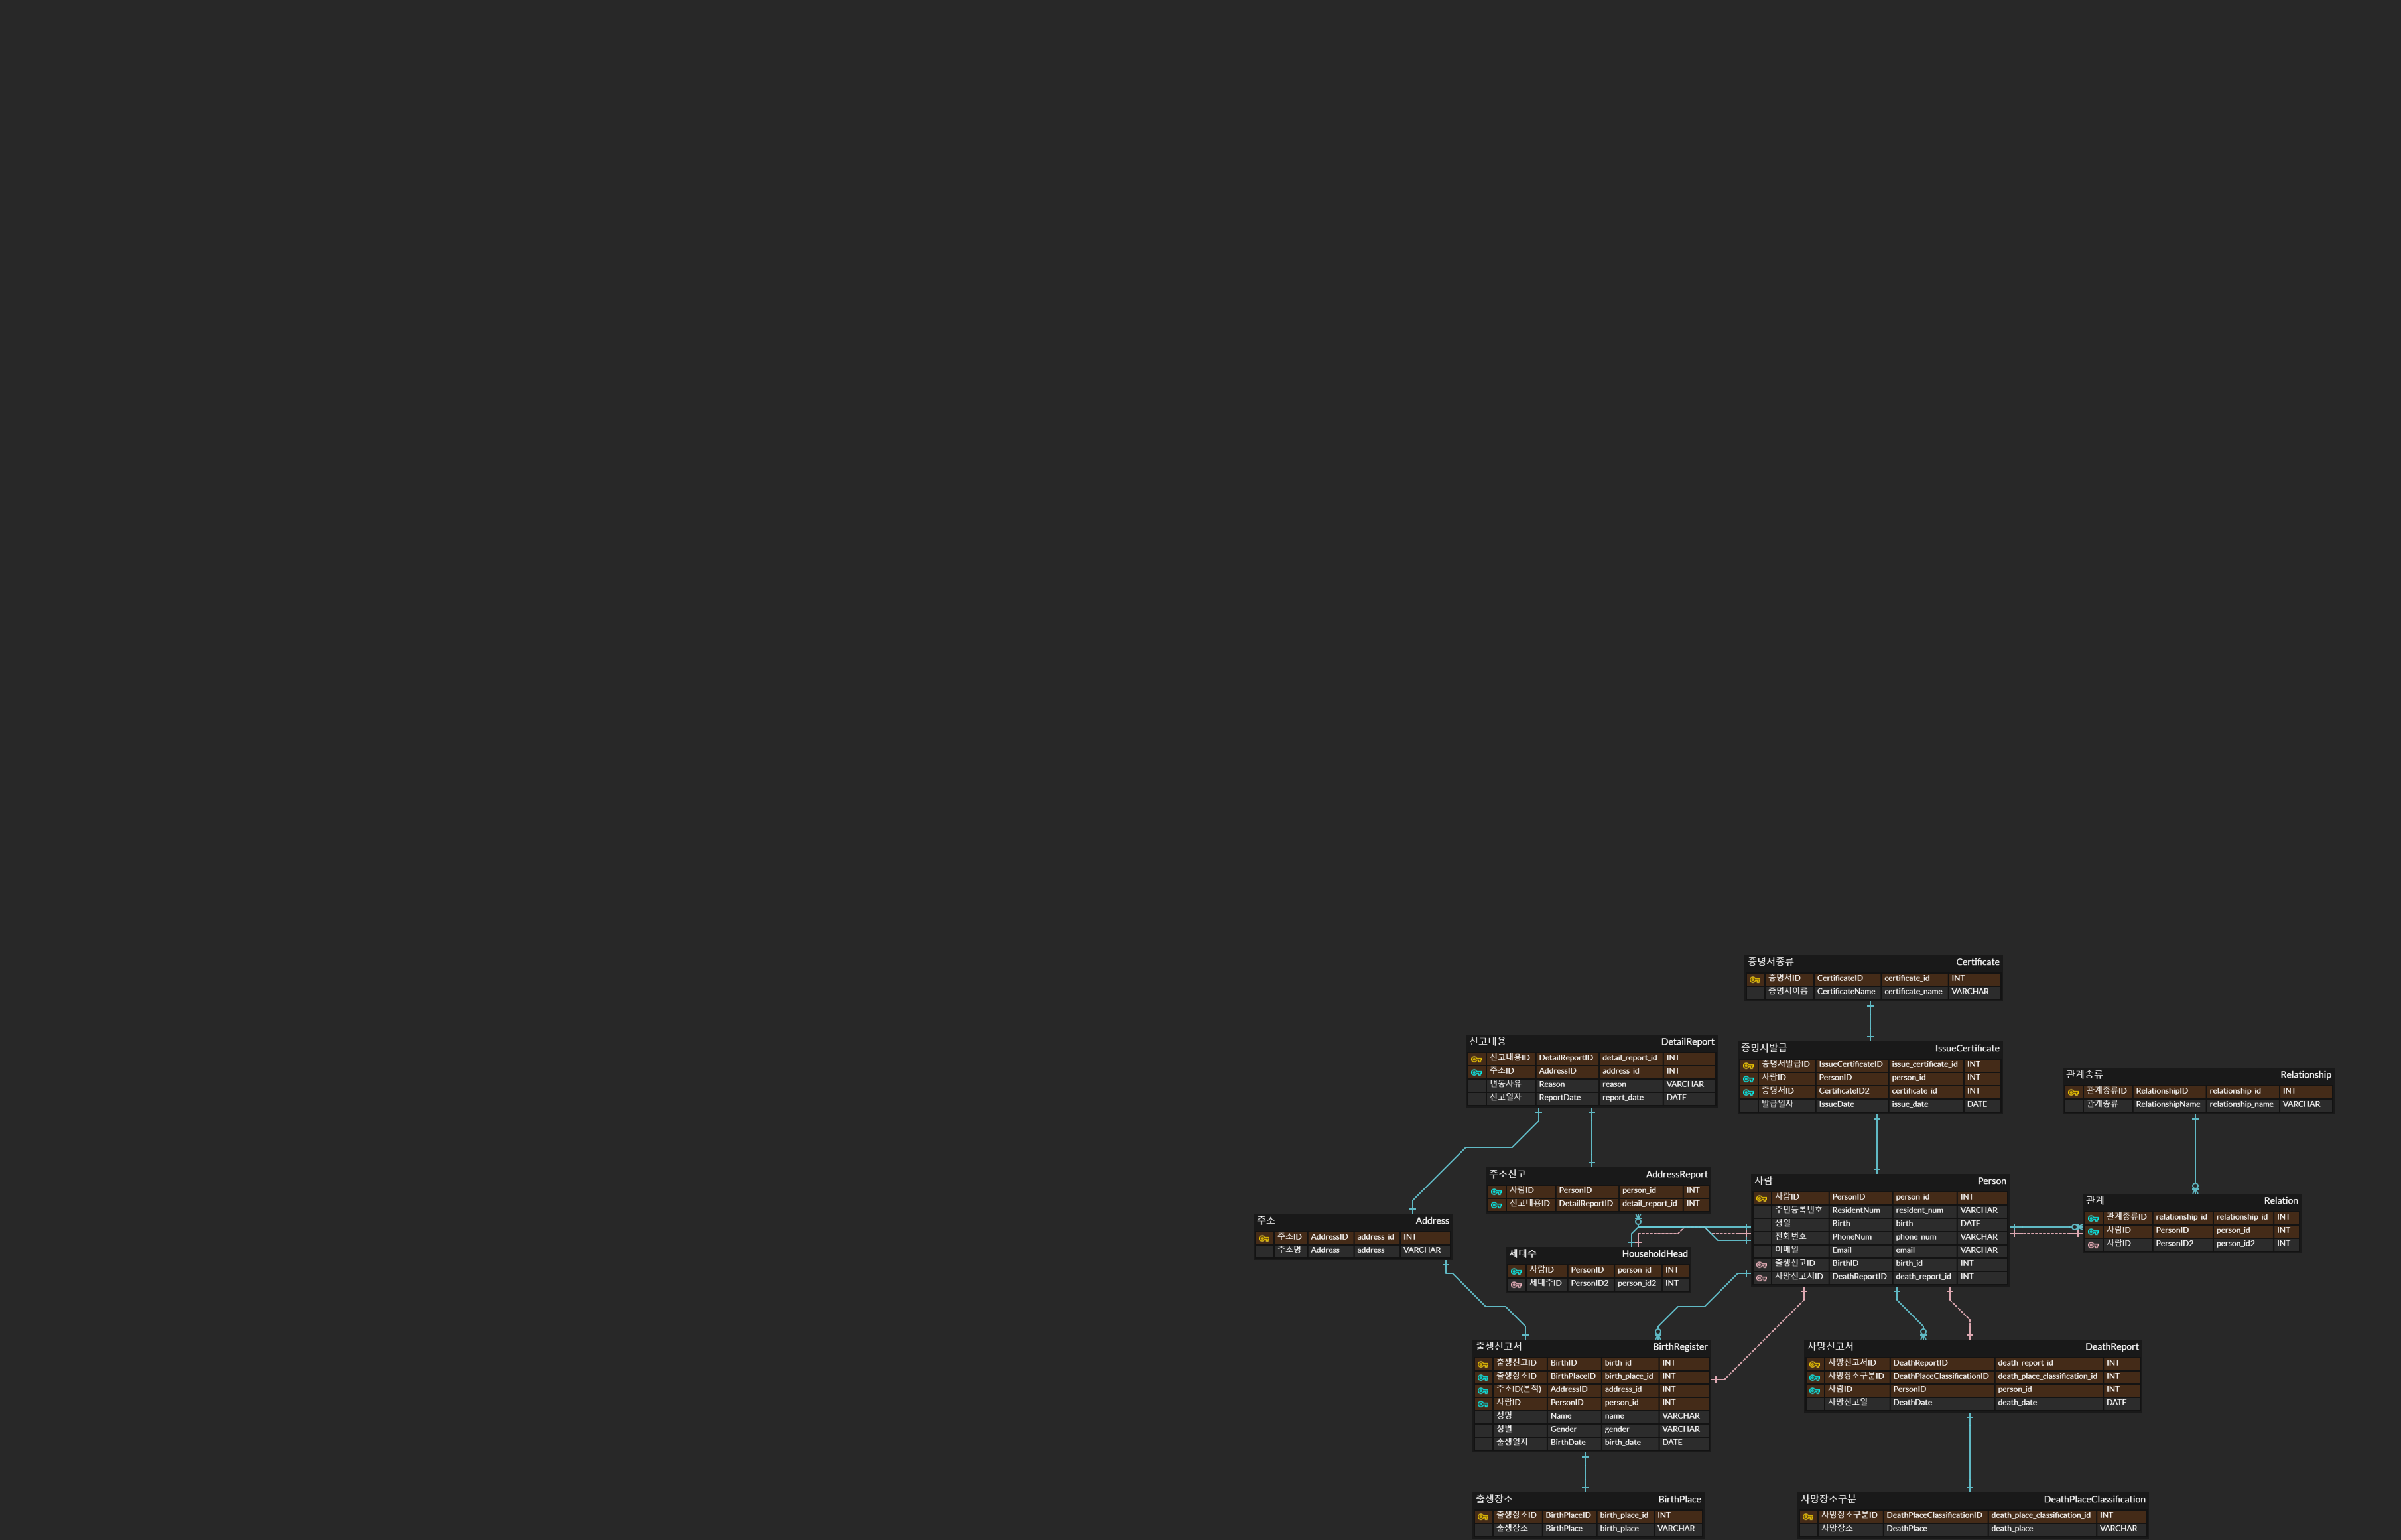 증명서종류 Certificate
증명서ID CertificateID certificate_id INT
증명서이름 CertificateName certificate_name VARCHAR
신고내용 DetailReport
신고내용ID DetailReportID detail_report_id INT
주소ID AddressID address_id INT
변동사유 Reason reason VARCHAR
신고일자 ReportDate report_date DATE
증명서발급 IssueCertificate
증명서발급ID IssueCertificateID issue_certificate_id INT
사람ID PersonID person_id INT
증명서ID CertificateID2 certificate_id INT
발급일자 IssueDate issue_date DATE
관계종류 Relationship
관계종류ID RelationshipID relationship_id INT
관계종류 RelationshipName relationship_name VARCHAR
주소신고 AddressReport
사람ID PersonID person_id INT
신고내용ID DetailReportID detail_report_id INT
사람 Person
사람ID PersonID person_id INT
주민등록번호 ResidentNum resident_num VARCHAR
생일 Birth birth DATE
전화번호 PhoneNum phone_num VARCHAR
이메일 Email email VARCHAR
출생신고ID BirthID birth_id INT
사망신고서ID DeathReportID death_report_id INT
관계 Relation
관계종류ID relationship_id relationship_id INT
사람ID PersonID person_id INT
사람ID PersonID2 person_id2 INT
주소 Address
주소ID AddressID address_id INT
주소명 Address address VARCHAR
세대주 HouseholdHead
사람ID PersonID person_id INT
세대주ID PersonID2 person_id2 INT
출생신고서 BirthRegister
출생신고ID BirthID birth_id INT
출생장소ID BirthPlaceID birth_place_id INT
주소ID(본적) AddressID address_id INT
사람ID PersonID person_id INT
성명 Name name VARCHAR
성별 Gender gender VARCHAR
출생일지 BirthDate birth_date DATE
사망신고서 DeathReport
사망신고서ID DeathReportID death_report_id INT
사망장소구분ID DeathPlaceClassificationID death_place_classification_id INT
사람ID PersonID person_id INT
사망신고일 DeathDate death_date DATE
출생장소 BirthPlace
출생장소ID BirthPlaceID birth_place_id INT
출생장소 BirthPlace birth_place VARCHAR
사망장소구분 DeathPlaceClassification
사망장소구분ID DeathPlaceClassificationID death_place_classification_id INT
사망장소 DeathPlace death_place VARCHAR